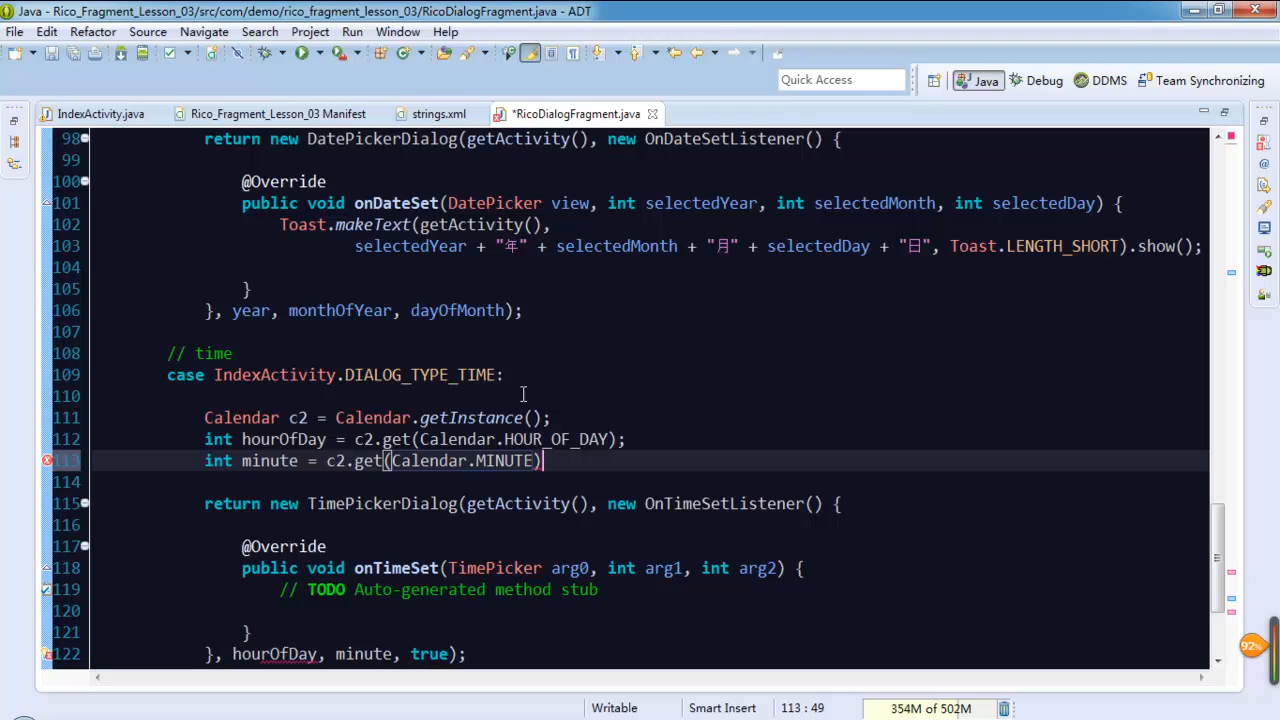 Java - Rico_Fragment_Lesson_03/src/com/demo/rico_fragment_lesson_03/RicoDialogFragment.java - ADT
File Edit Refactor Source Navigate Search Project Run Window Help
Quick Access
Java Debug DDMS Team Synchronizing
IndexActivity.java Rico_Fragment_Lesson_03 Manifest strings.xml *RicoDialogFragment.java
98 return new DatePickerDialog(getActivity(), new OnDateSetListener() {
99
100 @Override
101 public void onDateSet(DatePicker view, int selectedYear, int selectedMonth, int selectedDay) {
102 Toast.makeText(getActivity(),
103 selectedYear + "年" + selectedMonth + "月" + selectedDay + "日", Toast.LENGTH_SHORT).show();
104
105 }
106 }, year, monthOfYear, dayOfMonth);
107
108 // time
109 case IndexActivity.DIALOG_TYPE_TIME:
110
111 Calendar c2 = Calendar.getInstance();
112 int hourOfDay = c2.get(Calendar.HOUR_OF_DAY);
113 int minute = c2.get(Calendar.MINUTE)
114
115 return new TimePickerDialog(getActivity(), new OnTimeSetListener() {
116
117 @Override
118 public void onTimeSet(TimePicker arg0, int arg1, int arg2) {
119 // TODO Auto-generated method stub
120
121 }
122 }, hourOfDay, minute, true);
92%
Writable Smart Insert 113 : 49 354M of 502M